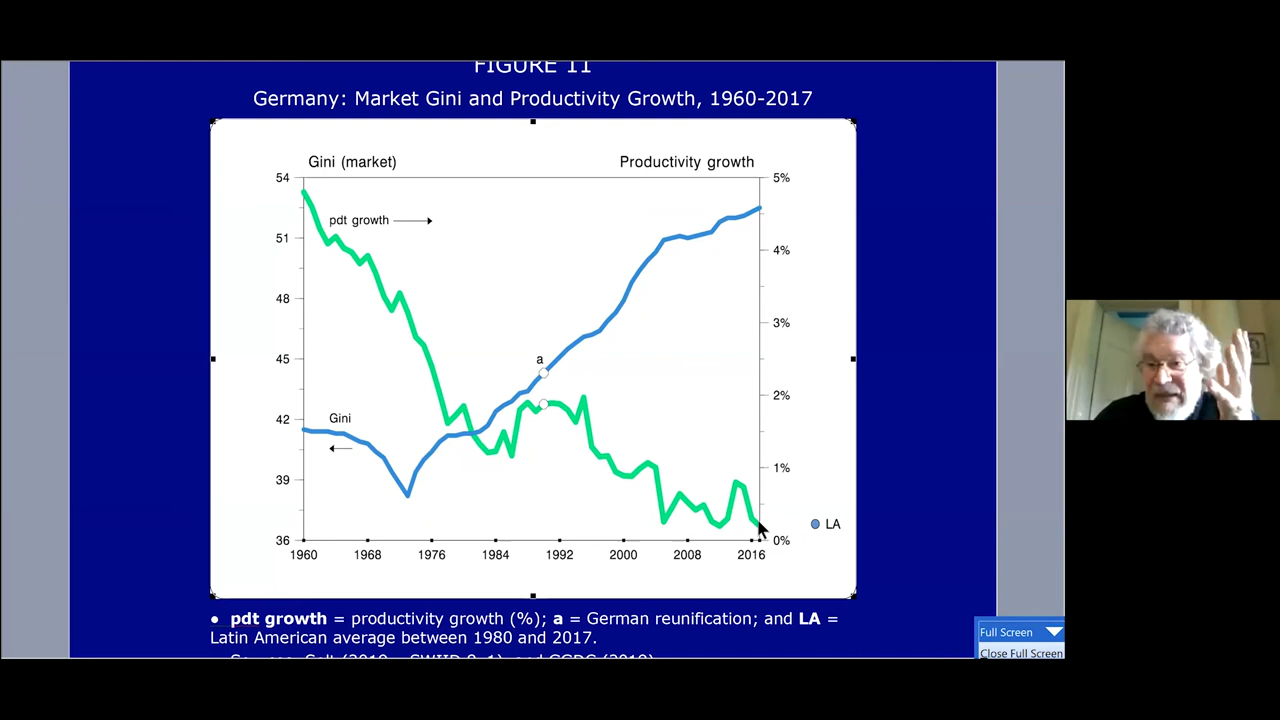 FIGURE 11
Germany: Market Gini and Productivity Growth, 1960-2017
Gini (market) Productivity growth
54 5%
pdt growth
51
4%
48
3%
45
a
2%
42
Gini
1%
39
LA
36 0%
1960 1968 1976 1984 1992 2000 2008 2016
• pdt growth = productivity growth (%); a = German reunification; and LA =
Latin American average between 1980 and 2017.
Full Screen
Close Full Screen